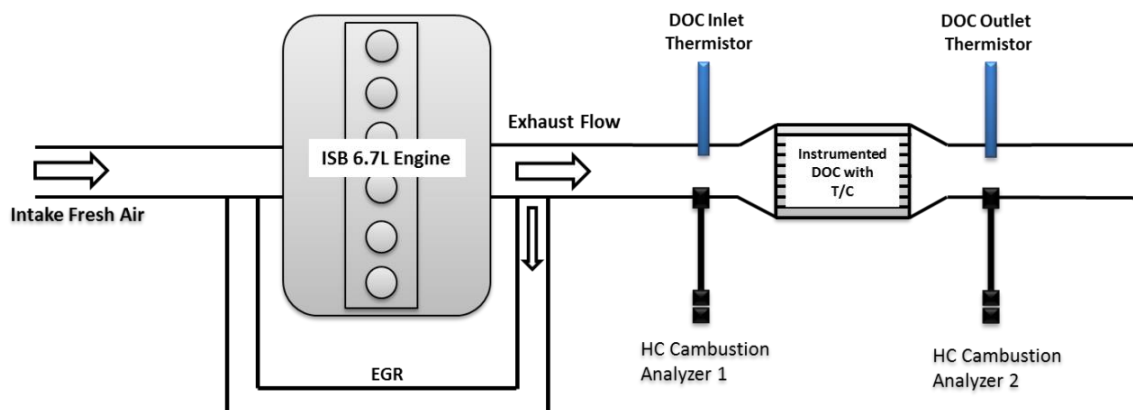 DOC Inlet
Thermistor
DOC Outlet
Thermistor
Exhaust Flow
ISB 6.7L Engine
Instrumented
DOC with
T/C
Intake Fresh Air
HC Cambustion
Analyzer 1
HC Cambustion
Analyzer 2
EGR